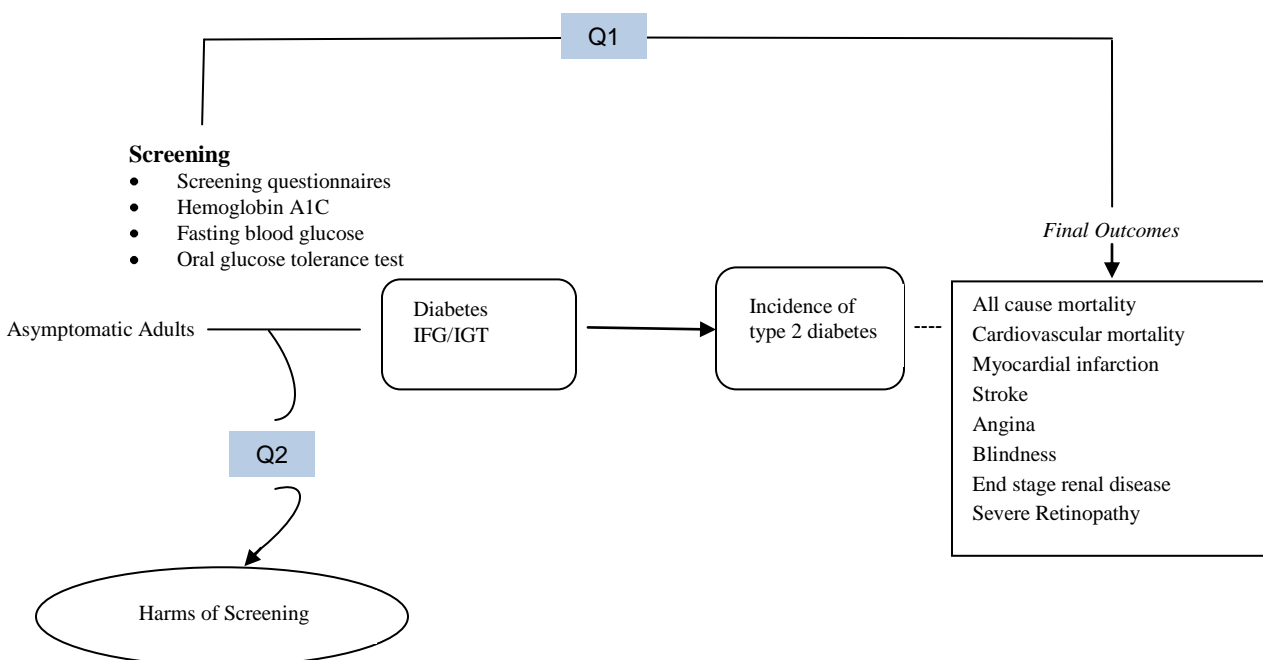 Q1
Screening
• Screening questionnaires
• Hemoglobin A1C
• Fasting blood glucose
• Oral glucose tolerance test
Final Outcomes
Asymptomatic Adults
Diabetes
IFG/IGT
Incidence of
type 2 diabetes
All cause mortality
Cardiovascular mortality
Myocardial infarction
Stroke
Angina
Blindness
End stage renal disease
Severe Retinopathy
Q2
Harms of Screening